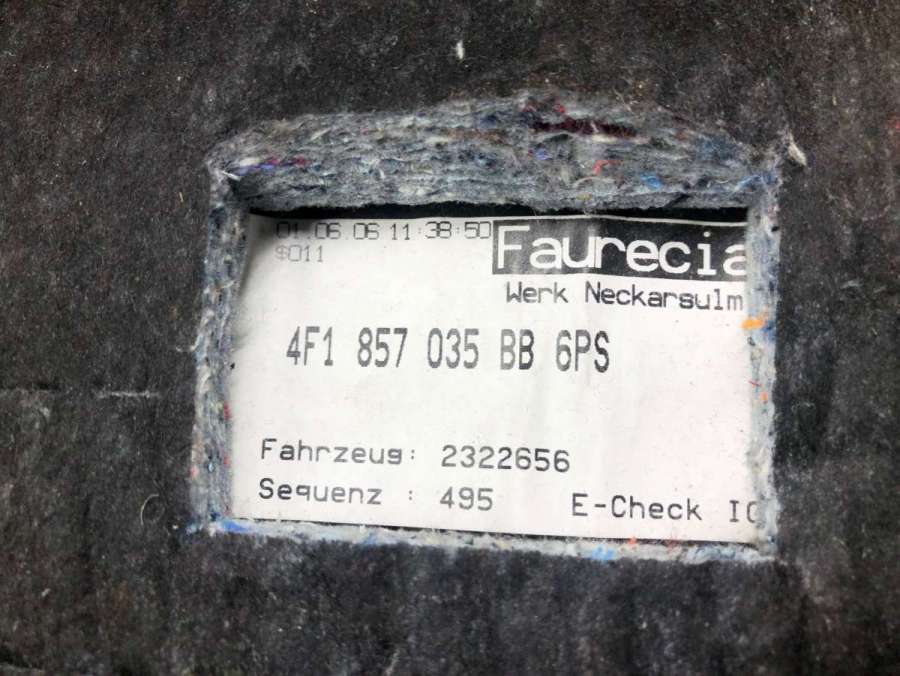 01.06.06 11:38:50
$011
Faurecia
Werk Neckarsulm
4F1 857 035 BB 6PS
Fahrzeug: 2322656
Sequenz : 495
E-Check